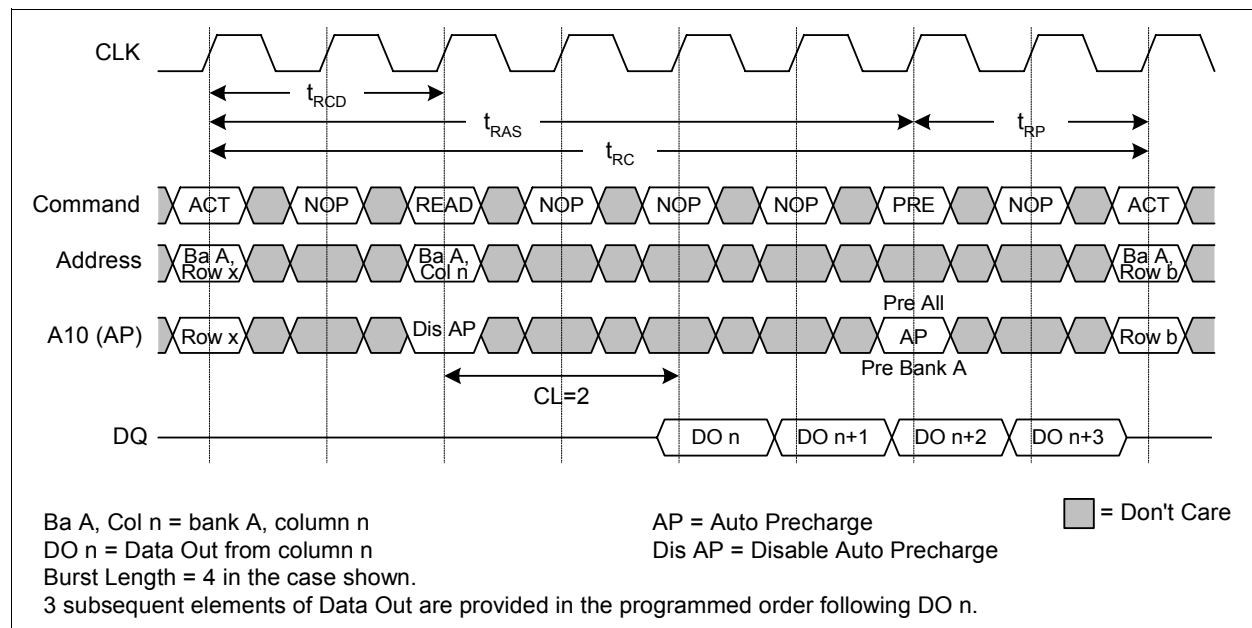 CLK
tRCD
tRAS
tRP
tRC
Command ACT NOP READ NOP NOP NOP PRE NOP ACT
Address Ba A, Row x Ba A, Col n Ba A, Row b
Pre All
A10 (AP) Row x Dis AP AP Row b
Pre Bank A
CL=2
DQ DO n DO n+1 DO n+2 DO n+3
Ba A, Col n = bank A, column n
DO n = Data Out from column n
Burst Length = 4 in the case shown.
3 subsequent elements of Data Out are provided in the programmed order following DO n.
AP = Auto Precharge
Dis AP = Disable Auto Precharge
= Don't Care